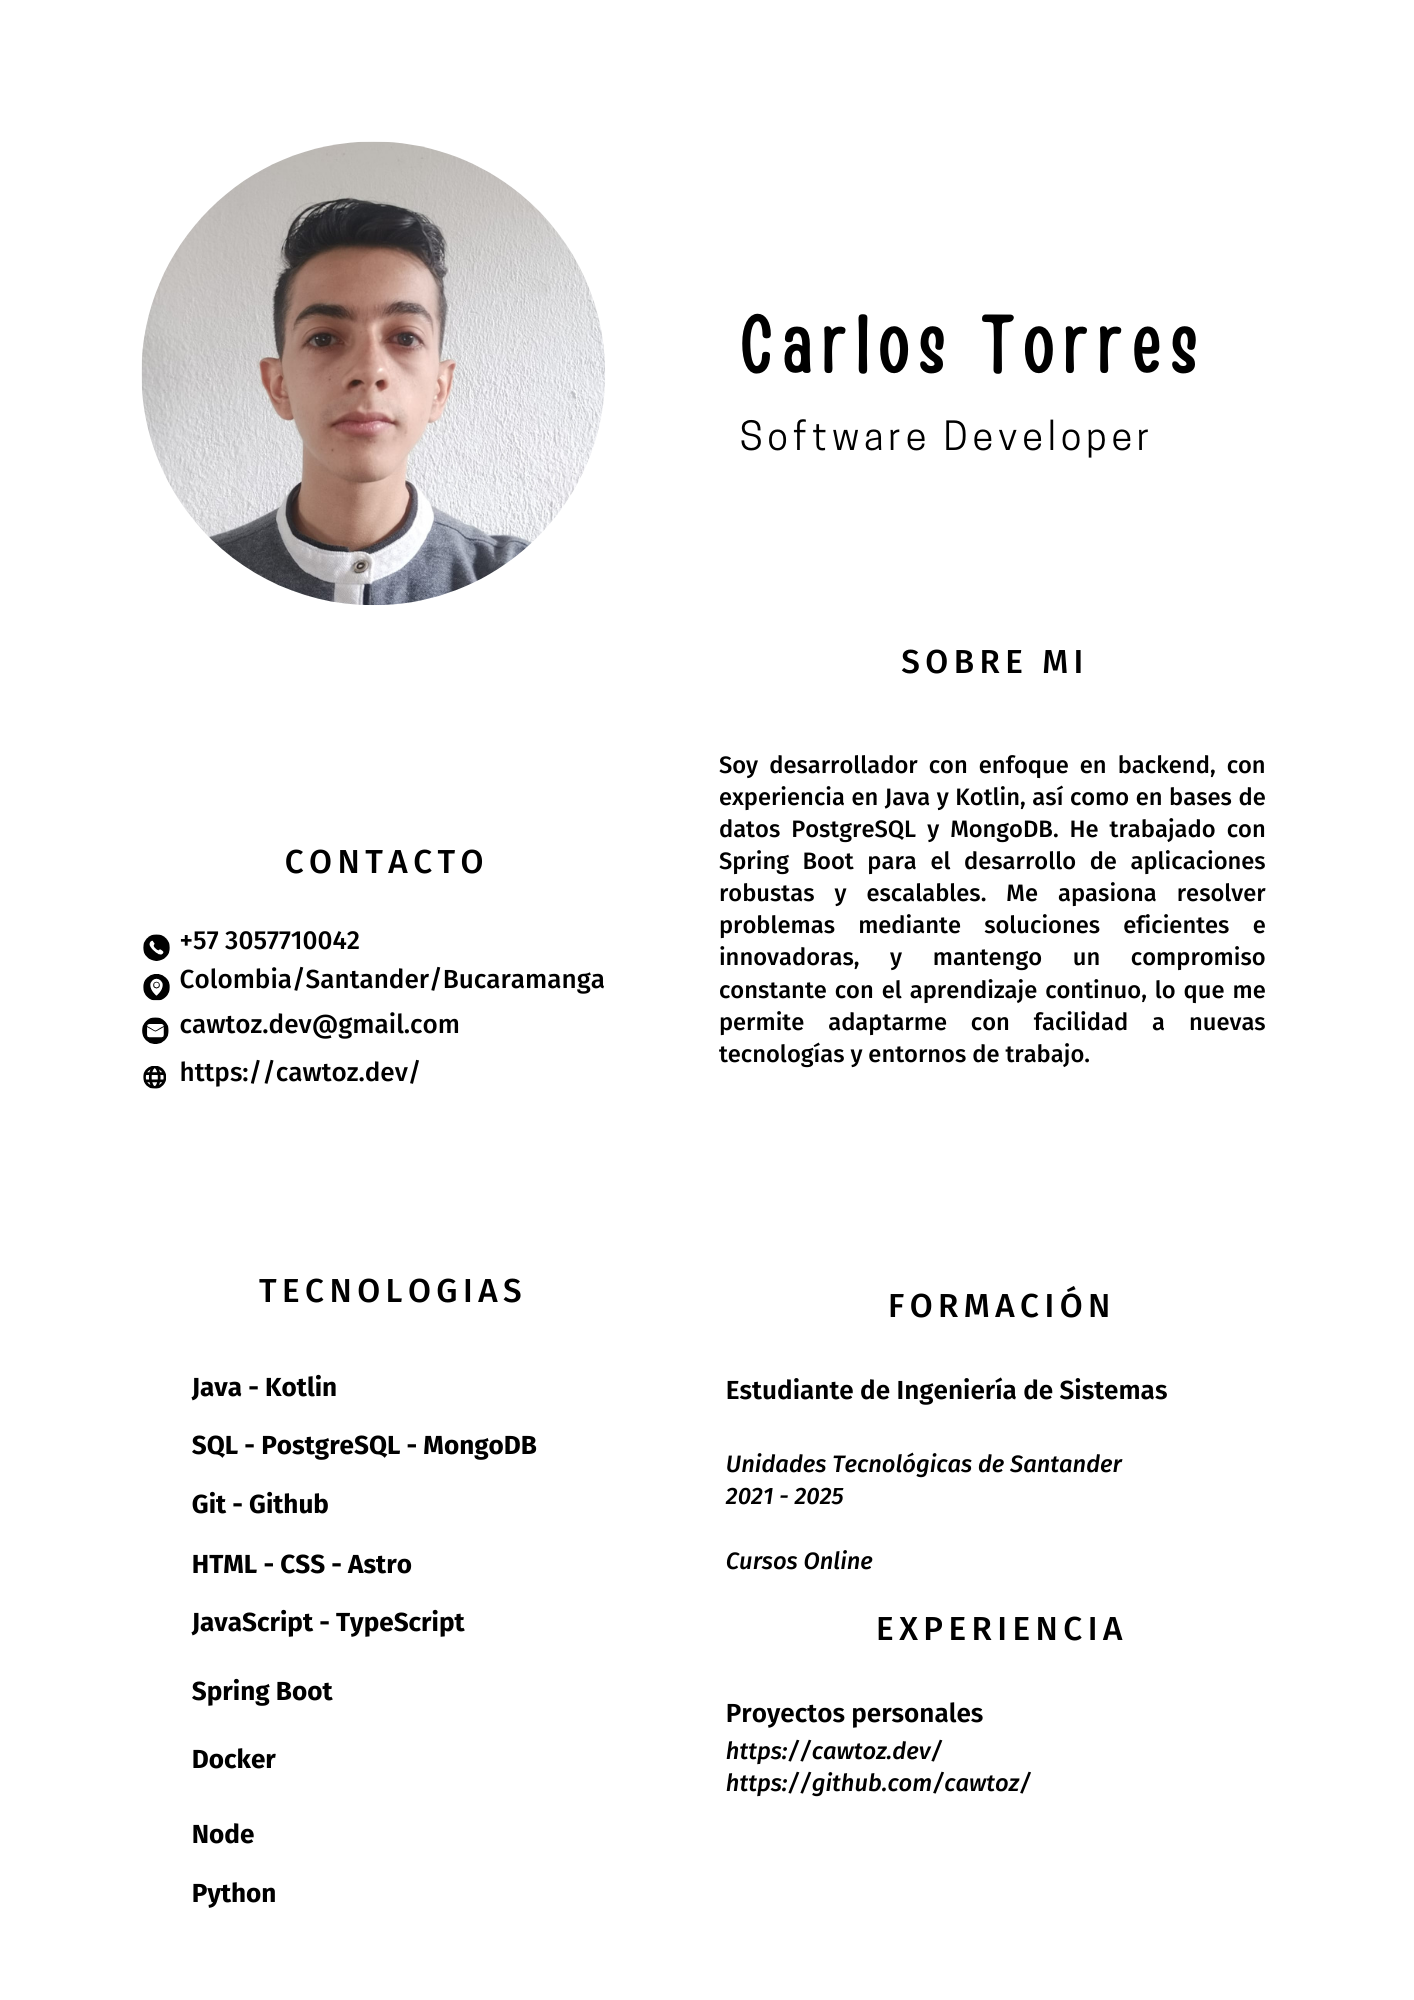 Carlos Torres
Software Developer
SOBRE MI
Soy desarrollador con enfoque en backend, con
experiencia en Java y Kotlin, así como en bases de
datos PostgreSQL y MongoDB. He trabajado con
Spring Boot para el desarrollo de aplicaciones
robustas y escalables. Me apasiona resolver
problemas mediante soluciones eficientes e
innovadoras, y mantengo un compromiso
constante con el aprendizaje continuo, lo que me
permite adaptarme con facilidad a nuevas
tecnologías y entornos de trabajo.
CONTACTO
+57 3057710042
Colombia/Santander/Bucaramanga
cawtoz.dev@gmail.com
https://cawtoz.dev/
TECNOLOGIAS
Java - Kotlin
SQL - PostgreSQL - MongoDB
Git - Github
HTML - CSS - Astro
JavaScript - TypeScript
Spring Boot
Docker
Node
Python
FORMACIÓN
Estudiante de Ingeniería de Sistemas
Unidades Tecnológicas de Santander
2021 - 2025
Cursos Online
EXPERIENCIA
Proyectos personales
https://cawtoz.dev/
https://github.com/cawtoz/